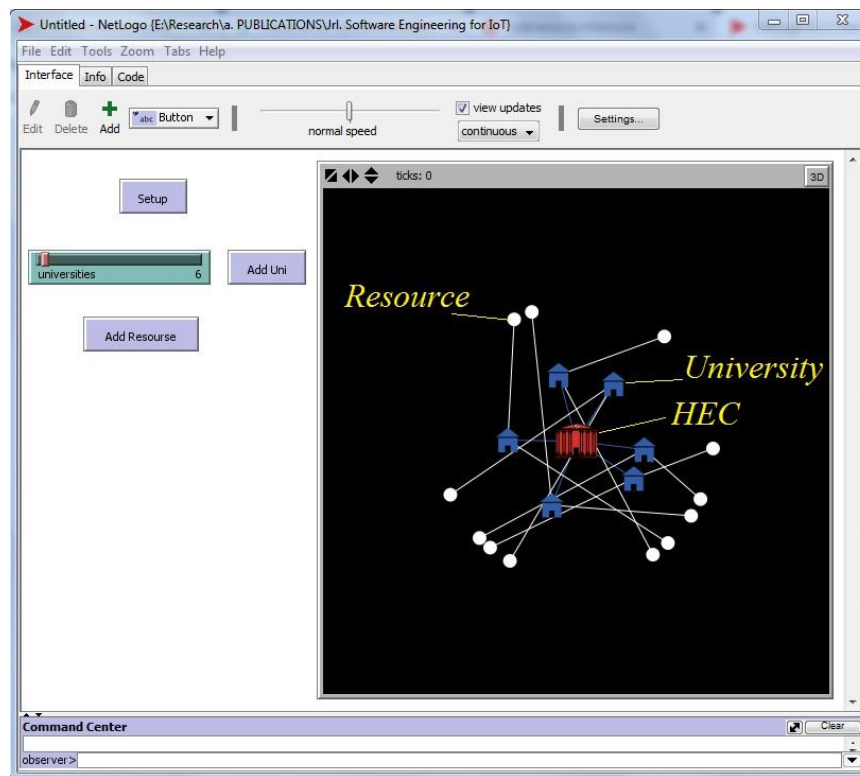 Untitled - NetLogo {E:\Research\a. PUBLICATIONS\Jrl. Software Engineering for IoT}
File Edit Tools Zoom Tabs Help
Interface Info Code
Edit Delete Add abc Button normal speed view updates continuous Settings...
ticks: 0 3D
Setup
universities 6 Add Uni
Add Resourse
Resource
University
HEC
Command Center Clear
observer>